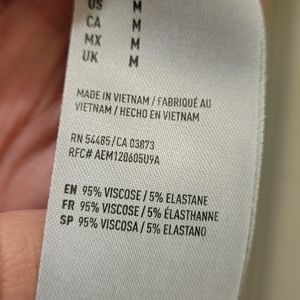 US M
CA M
MX M
UK M
MADE IN VIETNAM / FABRIQUÉ AU
VIETNAM / HECHO EN VIETNAM
RN 54485/CA 03873
RFC# AEM120605U9A
EN 95% VISCOSE / 5% ELASTANE
FR 95% VISCOSE / 5% ÉLASTHANNE
SP 95% VISCOSA / 5% ELASTANO